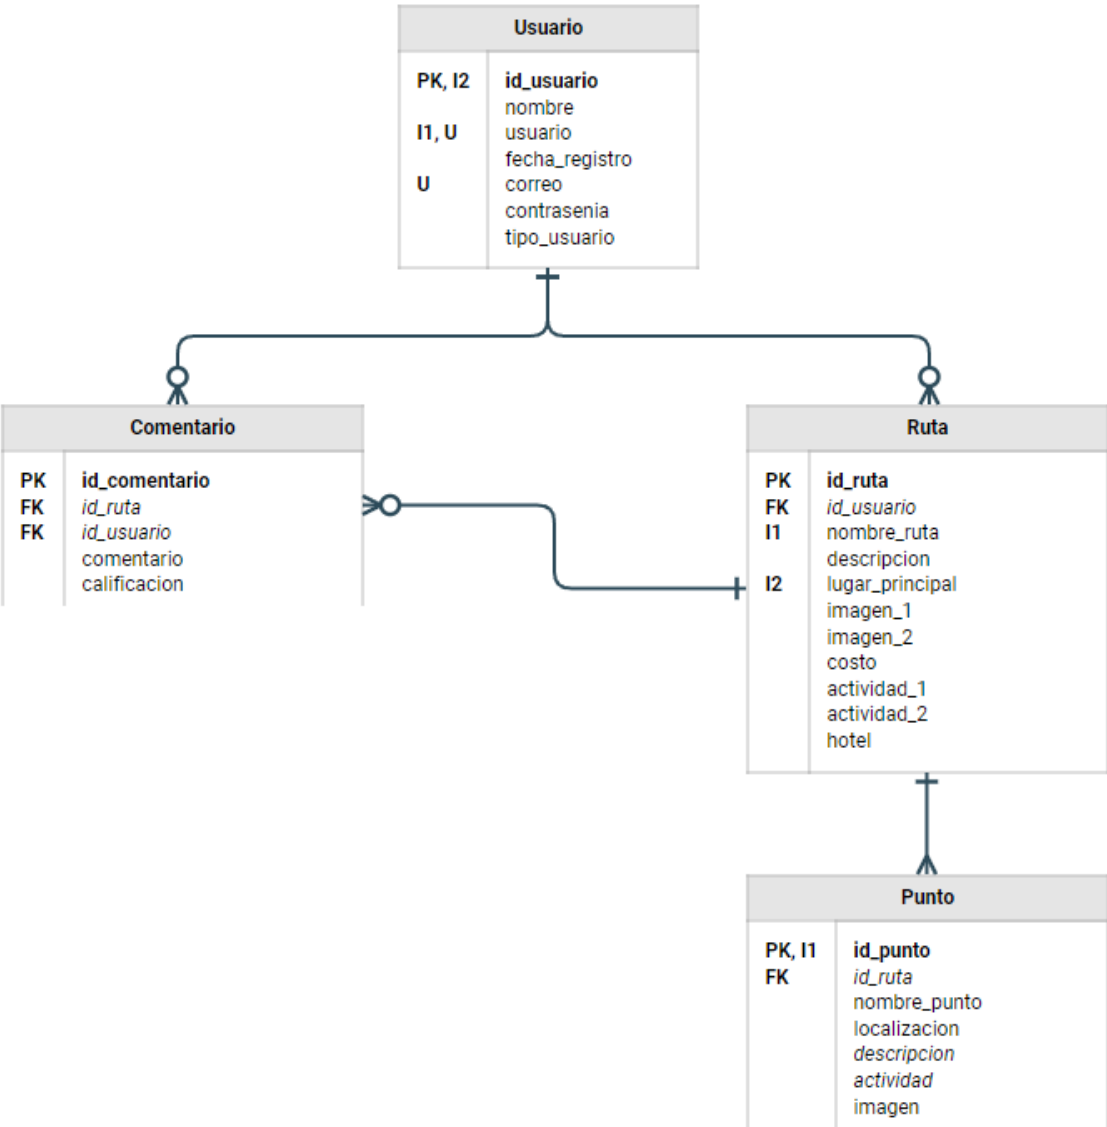 Usuario
PK, I2 id_usuario
nombre
I1, U usuario
fecha_registro
U correo
contrasenia
tipo_usuario
Comentario
PK id_comentario
FK id_ruta
FK id_usuario
comentario
calificacion
Ruta
PK id_ruta
FK id_usuario
I1 nombre_ruta
descripcion
I2 lugar_principal
imagen_1
imagen_2
costo
actividad_1
actividad_2
hotel
Punto
PK, I1 id_punto
FK id_ruta
nombre_punto
localizacion
descripcion
actividad
imagen